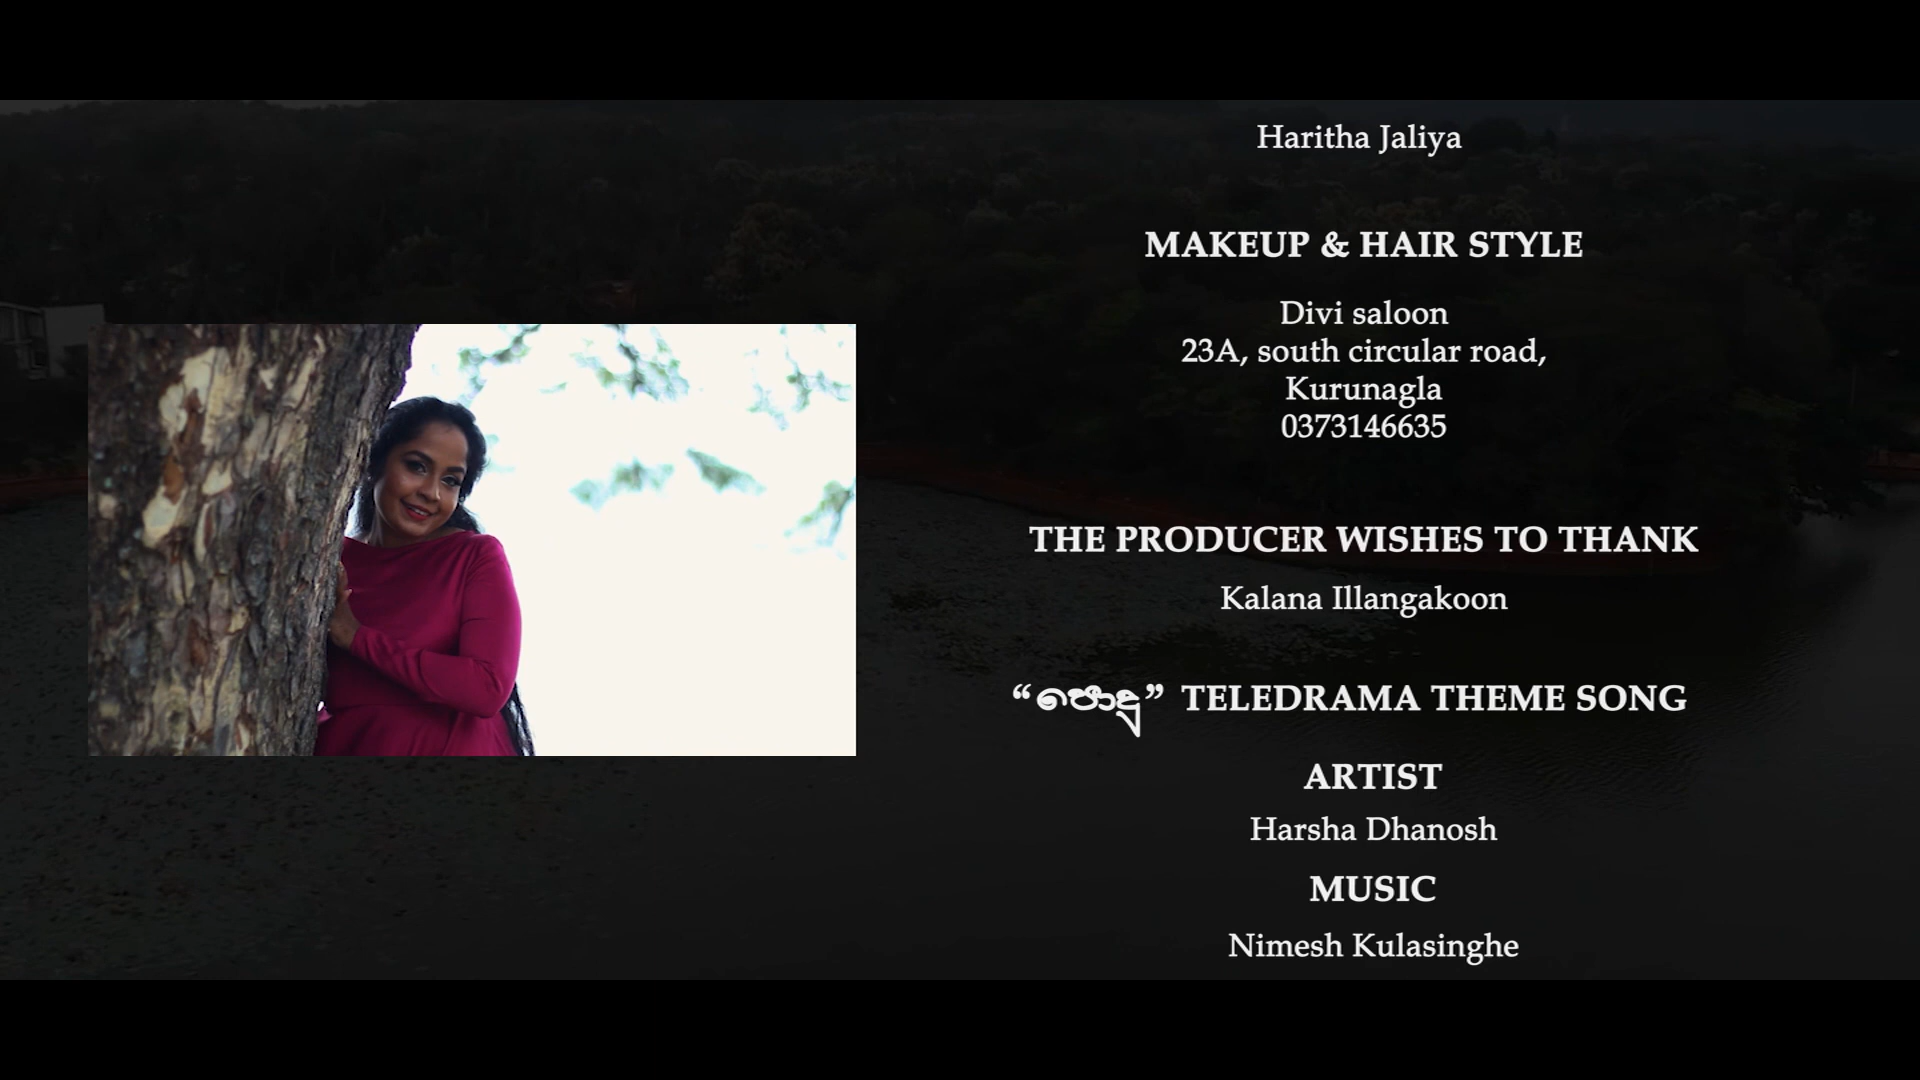 Haritha Jaliya
MAKEUP & HAIR STYLE
Divi saloon
23A, south circular road,
Kurunagla
0373146635
THE PRODUCER WISHES TO THANK
Kalana Illangakoon
“පොදු” TELEDRAMA THEME SONG
ARTIST
Harsha Dhanosh
MUSIC
Nimesh Kulasinghe